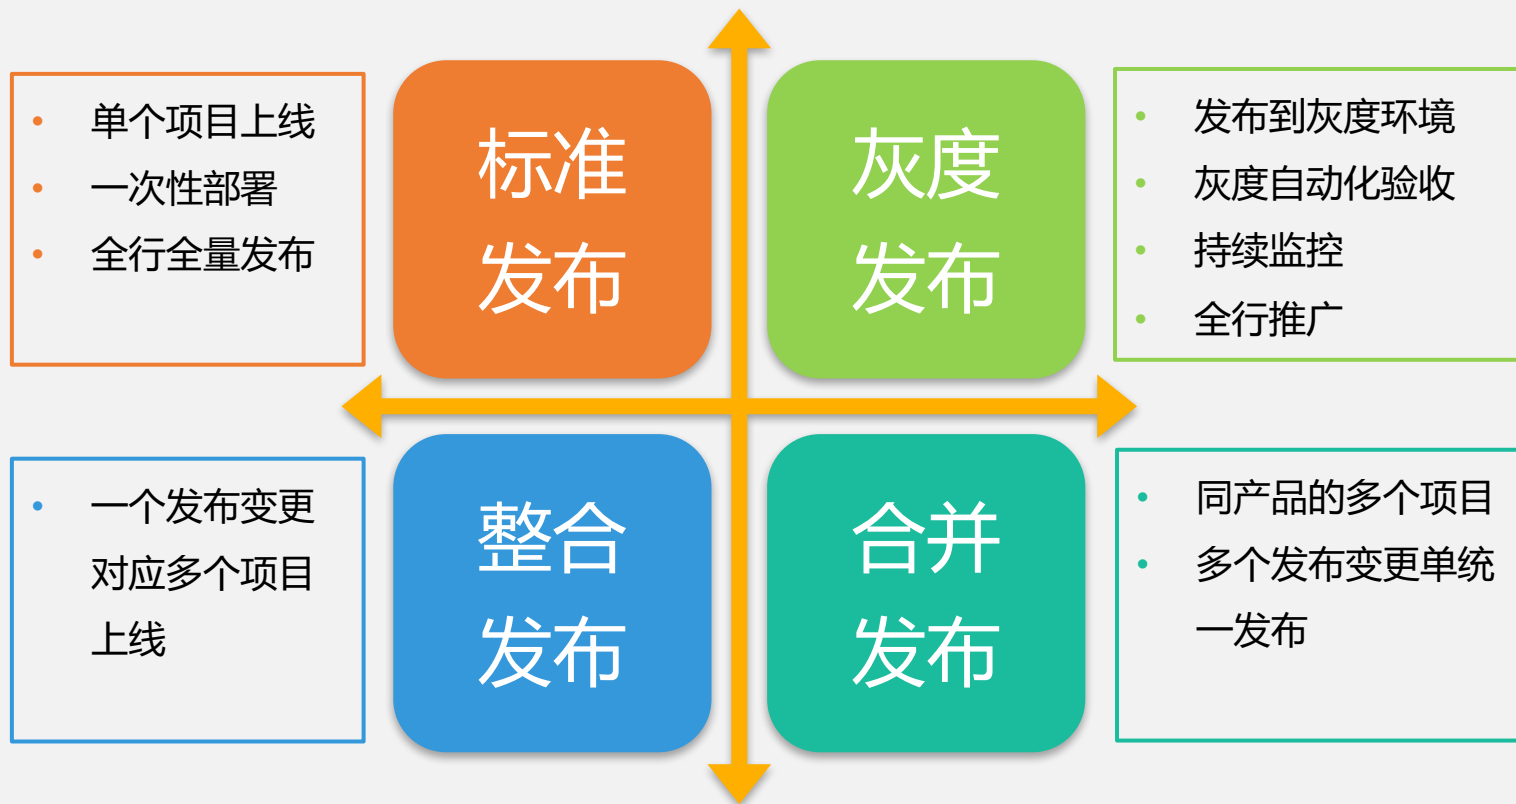 单个项目上线
一次性部署
全行全量发布
标准
发布
灰度
发布
发布到灰度环境
灰度自动化验收
持续监控
全行推广
一个发布变更
对应多个项目
上线
整合
发布
合并
发布
同产品的多个项目
多个发布变更单统
一发布